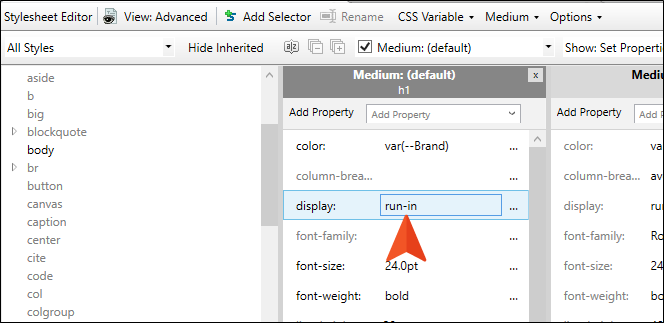 Stylesheet Editor View: Advanced Add Selector Rename CSS Variable Medium Options
All Styles Hide Inherited Medium: (default) Show: Set Properti
aside
b
big
blockquote
body
br
button
canvas
caption
center
cite
code
col
colgroup
Medium: (default)
h1
x
Add Property Add Property
color: var(--Brand) ...
column-brea... ...
display: run-in ...
font-family: ...
font-size: 24.0pt ...
font-weight: bold ...
Mediu
Add Property
color: va
column-brea... av
display: ru
font-family: Ro
font-size: 24
font-weight: bo